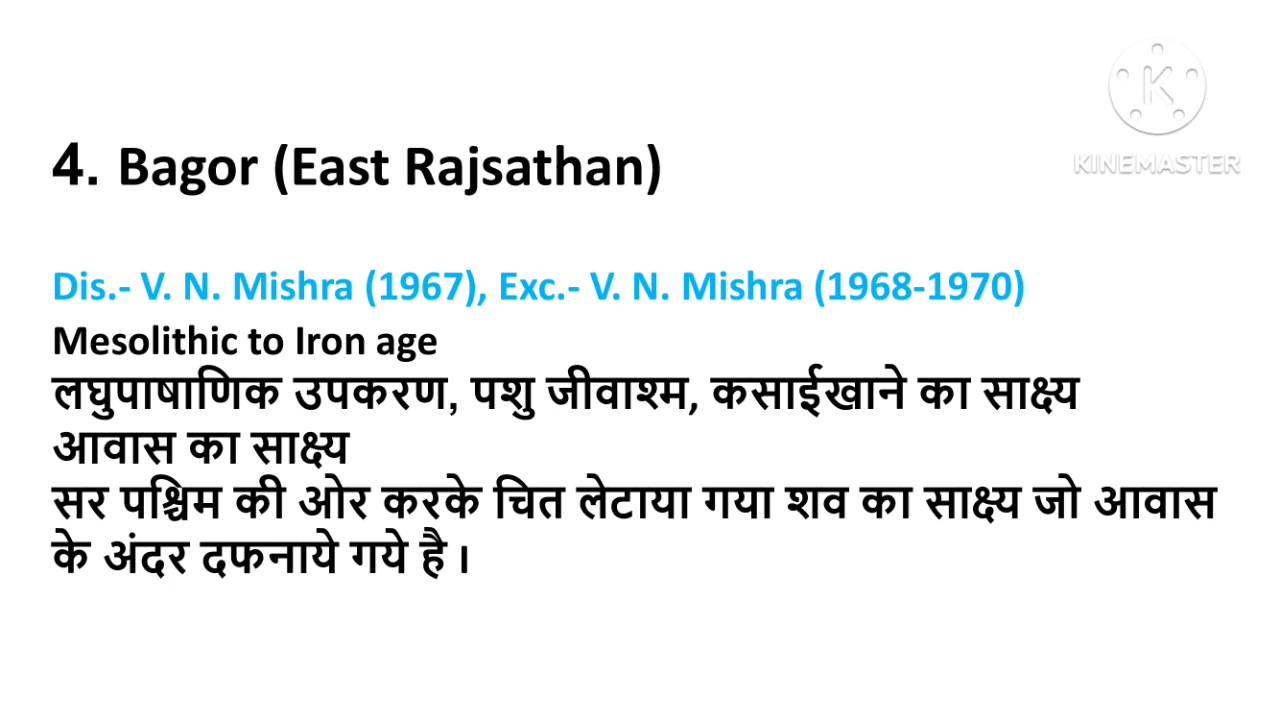 K
KINEMASTER
4. Bagor (East Rajsathan)
Dis.- V. N. Mishra (1967), Exc.- V. N. Mishra (1968-1970)
Mesolithic to Iron age
लघुपाषाणिक उपकरण, पशु जीवाश्म, कसाईखाने का साक्ष्य
आवास का साक्ष्य
सर पश्चिम की ओर करके चित लेटाया गया शव का साक्ष्य जो आवास
के अंदर दफनाये गये है।